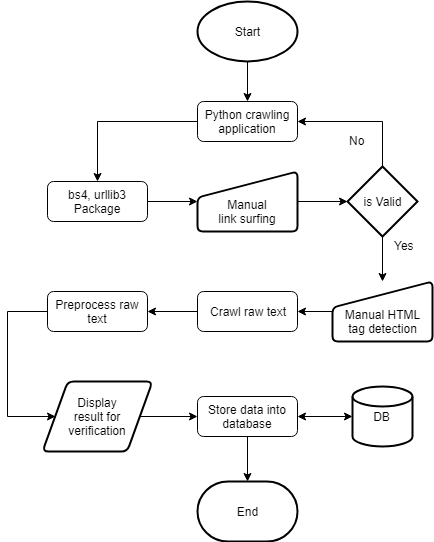 Start
Python crawling
application
No
bs4, urllib3
Package
Manual
link surfing
is Valid
Yes
Preprocess raw
text
Crawl raw text
Manual HTML
tag detection
Display
result for
verification
Store data into
database
DB
End